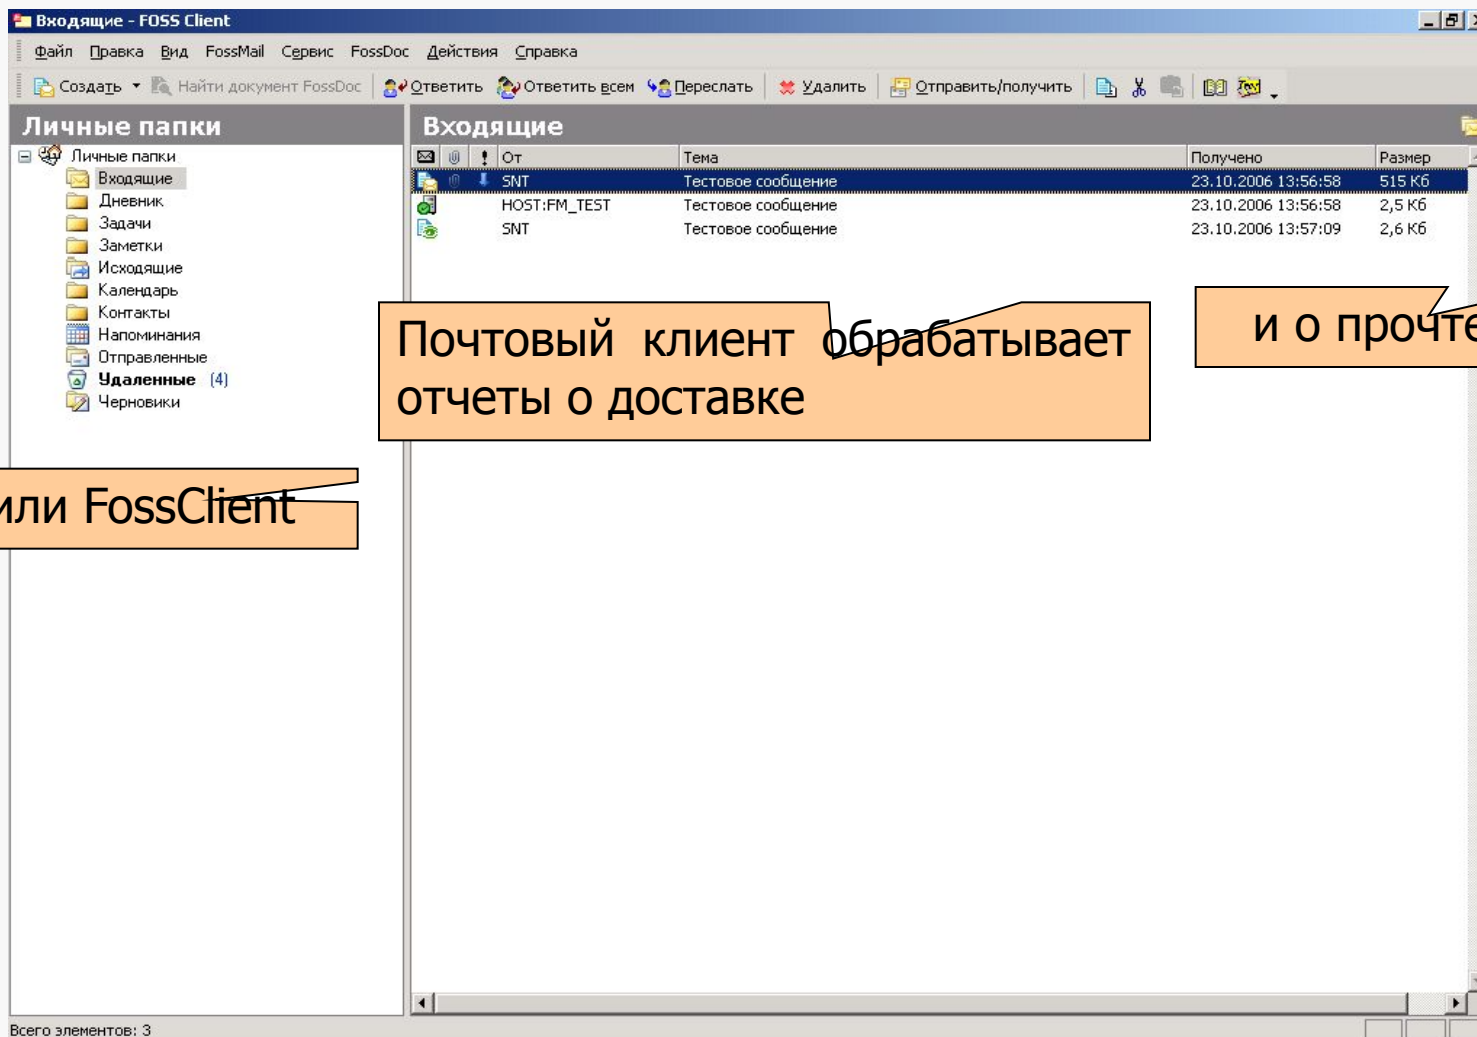 Входящие - FOSS Client
Файл Правка Вид FossMail Сервис FossDoc Действия Справка
Создать Найти документ FossDoc Ответить Ответить всем Переслать Удалить Отправить/получить
Личные папки
Входящие
Личные папки
Входящие
Дневник
Задачи
Заметки
Исходящие
Календарь
Контакты
Напоминания
Отправленные
Удаленные (4)
Черновики
От Тема Получено Размер
SNT Тестовое сообщение 23.10.2006 13:56:58 515 Кб
HOST:FM_TEST Тестовое сообщение 23.10.2006 13:56:58 2,5 Кб
SNT Тестовое сообщение 23.10.2006 13:57:09 2,6 Кб
Почтовый клиент обрабатывает
отчеты о доставке
и о прочте
или FossClient
Всего элементов: 3